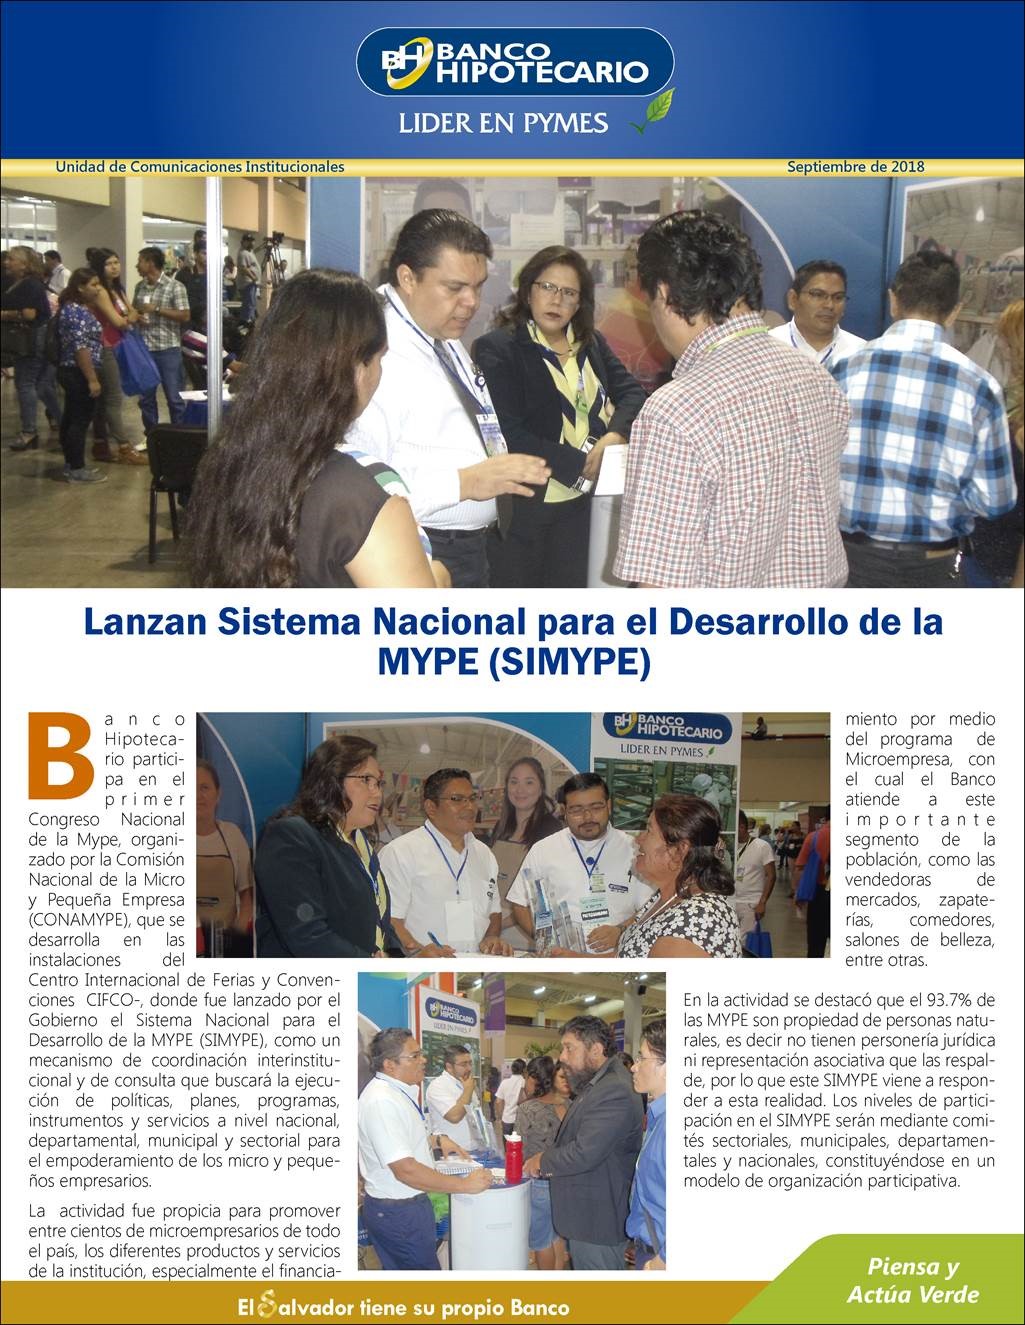 BH BANCO
HIPOTECARIO
LIDER EN PYMES
Unidad de Comunicaciones Institucionales
Septiembre de 2018
Lanzan Sistema Nacional para el Desarrollo de la
MYPE (SIMYPE)
Banco
Hipoteca-
rio partici-
pa en el
primer
Congreso Nacional
de la Mype, organi-
zado por la Comisión
Nacional de la Micro
y Pequeña Empresa
(CONAMYPE), que se
desarrolla en las
instalaciones del
Centro Internacional de Ferias y Conven-
ciones CIFCO-, donde fue lanzado por el
Gobierno el Sistema Nacional para el
Desarrollo de la MYPE (SIMYPE), como un
mecanismo de coordinación interinstitu-
cional y de consulta que buscará la ejecu-
ción de políticas, planes, programas,
instrumentos y servicios a nivel nacional,
departamental, municipal y sectorial para
el empoderamiento de los micro y peque-
ños empresarios.
La actividad fue propicia para promover
entre cientos de microempresarios de todo
el país, los diferentes productos y servicios
de la institución, especialmente el financia-
BH BANCO
HIPOTECARIO
LIDER EN PYMES
BANCO
HIPOTECARIO
LIDER EN PYMES
miento por medio
del programa de
Microempresa, con
el cual el Banco
atiende a este
importante
segmento de la
población, como las
vendedoras de
mercados, zapate-
rías, comedores,
salones de belleza,
entre otras.
En la actividad se destacó que el 93.7% de
las MYPE son propiedad de personas natu-
rales, es decir no tienen personería jurídica
ni representación asociativa que las respal-
de, por lo que este SIMYPE viene a respon-
der a esta realidad. Los niveles de partici-
pación en el SIMYPE serán mediante comi-
tés sectoriales, municipales, departamen-
tales y nacionales, constituyéndose en un
modelo de organización participativa.
El Salvador tiene su propio Banco
Piensa y
Actúa Verde